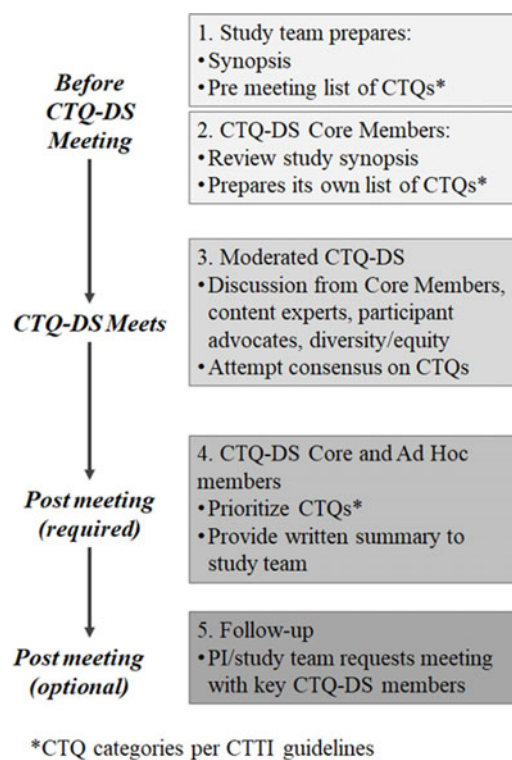 Before
CTQ-DS
Meeting
1. Study team prepares:
• Synopsis
• Pre meeting list of CTQs*
2. CTQ-DS Core Members:
• Review study synopsis
• Prepares its own list of CTQs*
CTQ-DS Meets
3. Moderated CTQ-DS
• Discussion from Core Members,
content experts, participant
advocates, diversity/equity
• Attempt consensus on CTQs
Post meeting
(required)
4. CTQ-DS Core and Ad Hoc
members
• Prioritize CTQs*
• Provide written summary to
study team
Post meeting
(optional)
5. Follow-up
• PI/study team requests meeting
with key CTQ-DS members
*CTQ categories per CTTI guidelines